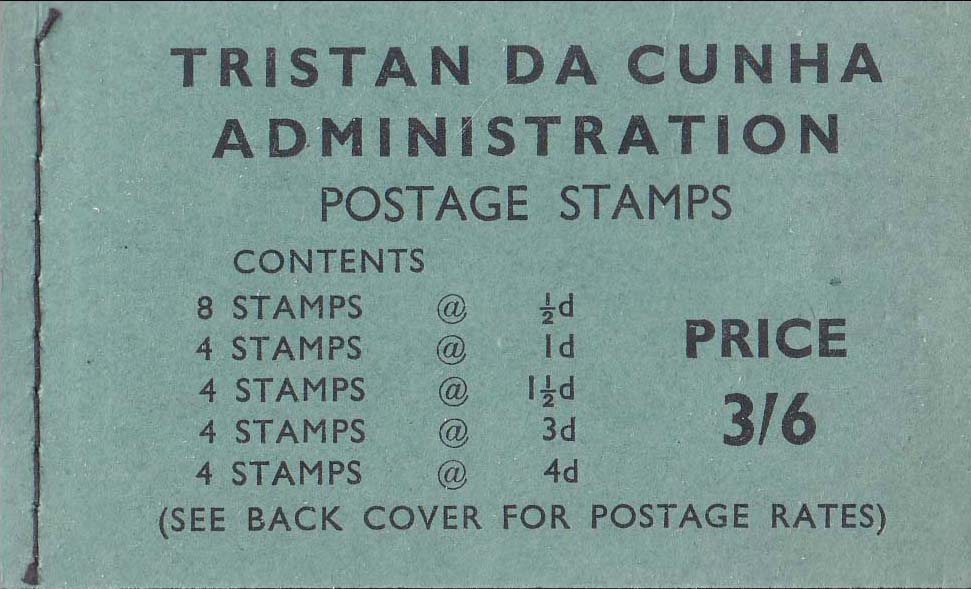 TRISTAN DA CUNHA
ADMINISTRATION
POSTAGE STAMPS
CONTENTS
8 STAMPS @ ½d
4 STAMPS @ 1d
4 STAMPS @ 1½d
4 STAMPS @ 3d
4 STAMPS @ 4d
PRICE
3/6
(SEE BACK COVER FOR POSTAGE RATES)